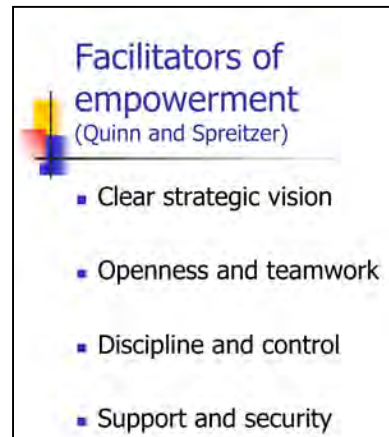 Facilitators of
empowerment
(Quinn and Spreitzer)
Clear strategic vision
Openness and teamwork
Discipline and control
Support and security